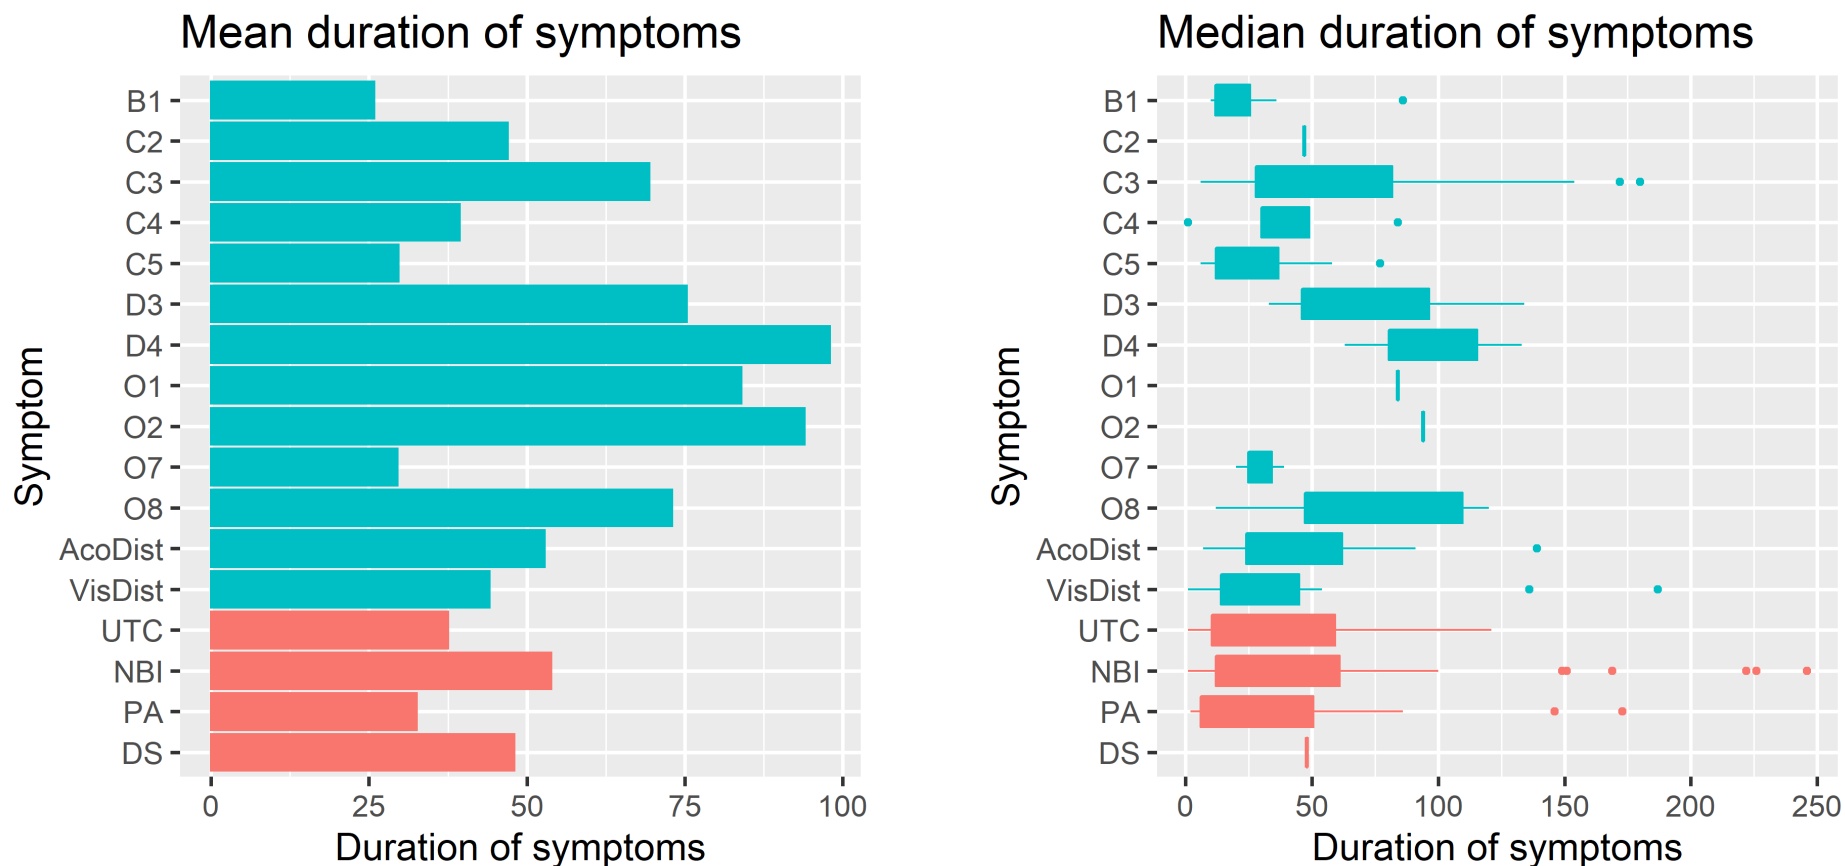 Mean duration of symptoms
Symptom
B1
C2
C3
C4
C5
D3
D4
O1
O2
O7
O8
AcoDist
VisDist
UTC
NBI
PA
DS
0 25 50 75 100
Duration of symptoms
Median duration of symptoms
Symptom
B1
C2
C3
C4
C5
D3
D4
O1
O2
O7
O8
AcoDist
VisDist
UTC
NBI
PA
DS
0 50 100 150 200 250
Duration of symptoms